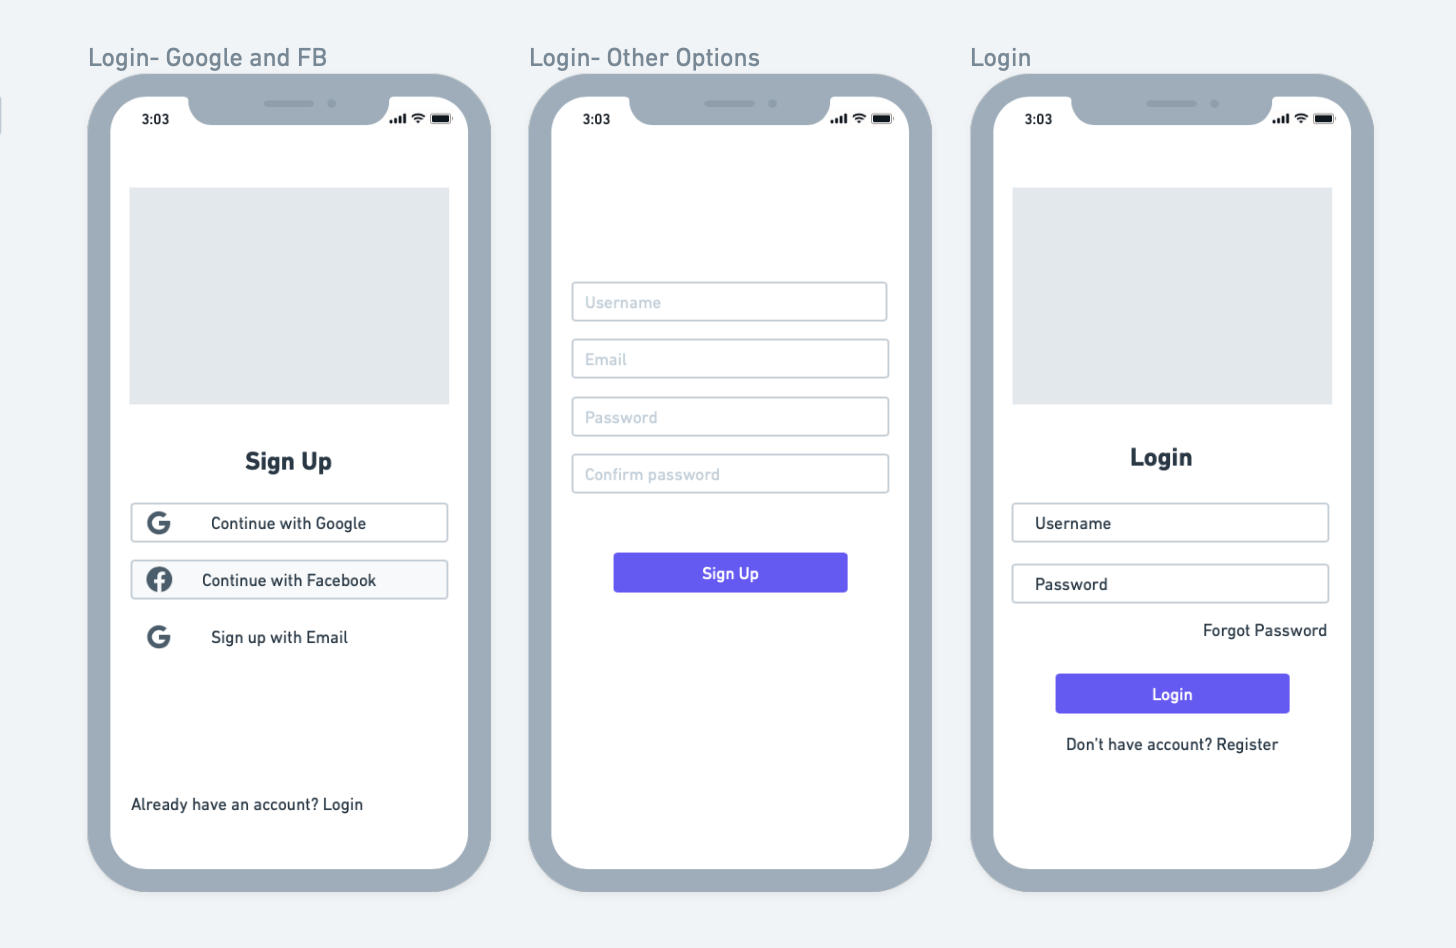 Login- Google and FB
3:03
Sign Up
Continue with Google
Continue with Facebook
Sign up with Email
Already have an account? Login
Login- Other Options
3:03
Username
Email
Password
Confirm password
Sign Up
Login
3:03
Login
Username
Password
Forgot Password
Login
Don't have account? Register